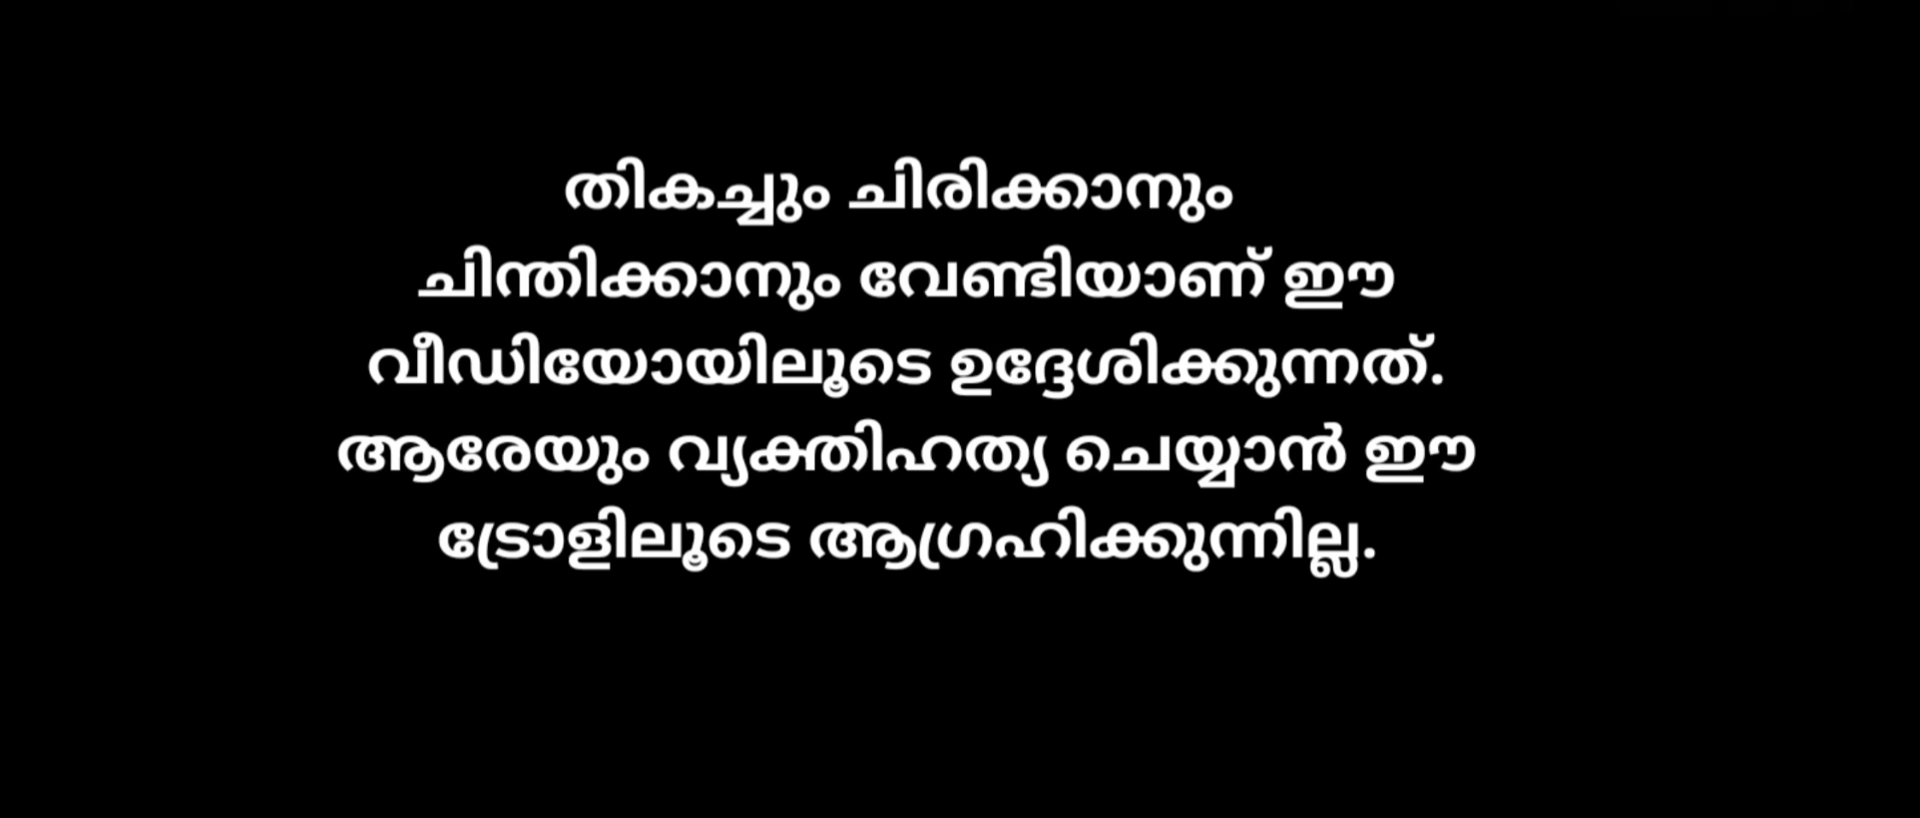 തികച്ചും ചിരിക്കാനും
ചിന്തിക്കാനും വേണ്ടിയാണ് ഈ
വീഡിയോയിലൂടെ ഉദ്ദേശിക്കുന്നത്.
ആരേയും വ്യക്തിഹത്യ ചെയ്യാൻ ഈ
ട്രോളിലൂടെ ആഗ്രഹിക്കുന്നില്ല.